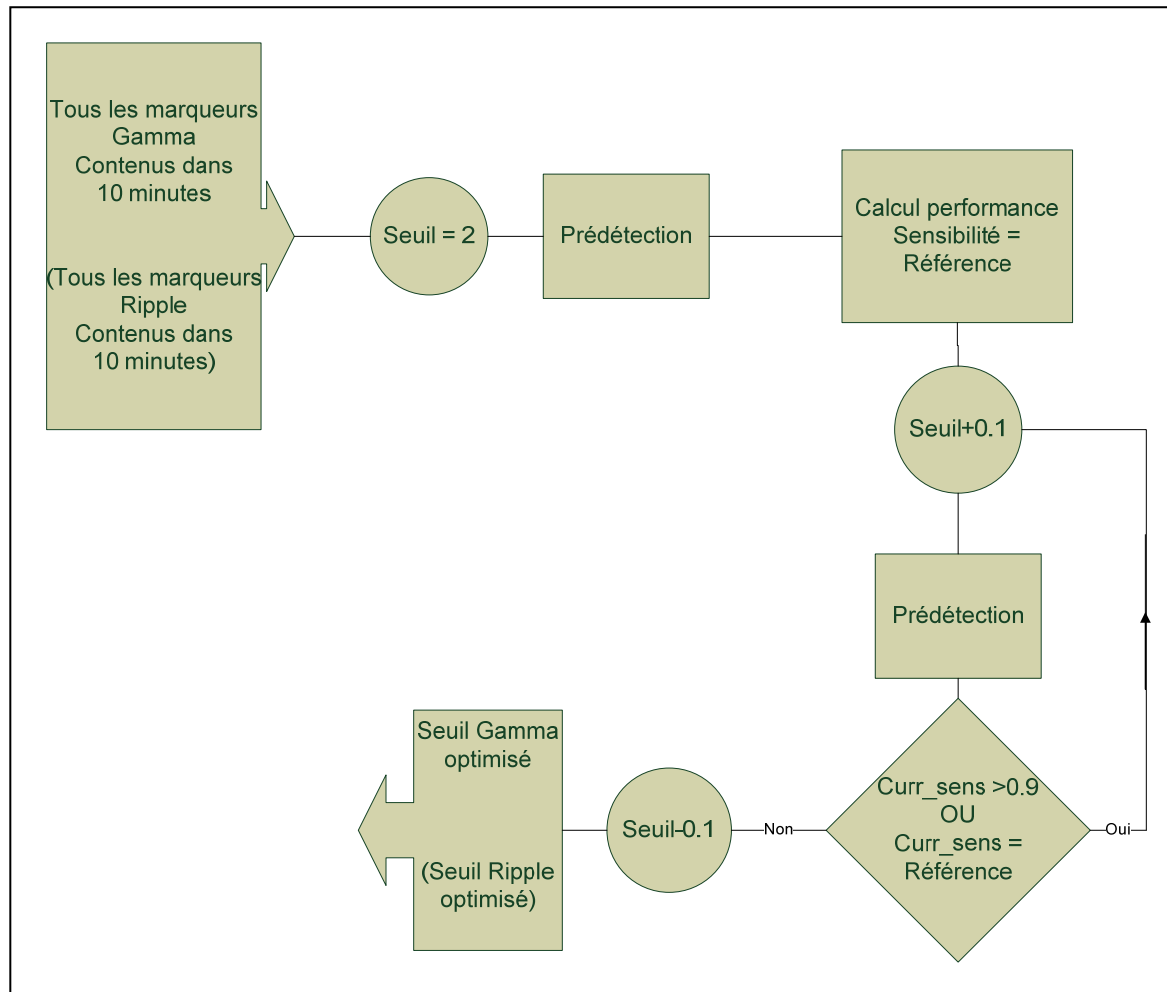 Tous les marqueurs
Gamma
Contenus dans
10 minutes
(Tous les marqueurs
Ripple
Contenus dans
10 minutes)
Seuil = 2
Prédétection
Calcul performance
Sensibilité =
Référence
Seuil+0.1
Prédétection
Curr_sens >0.9
OU
Curr_sens =
Référence
Oui
Non
Seuil-0.1
Seuil Gamma
optimisé
(Seuil Ripple
optimisé)